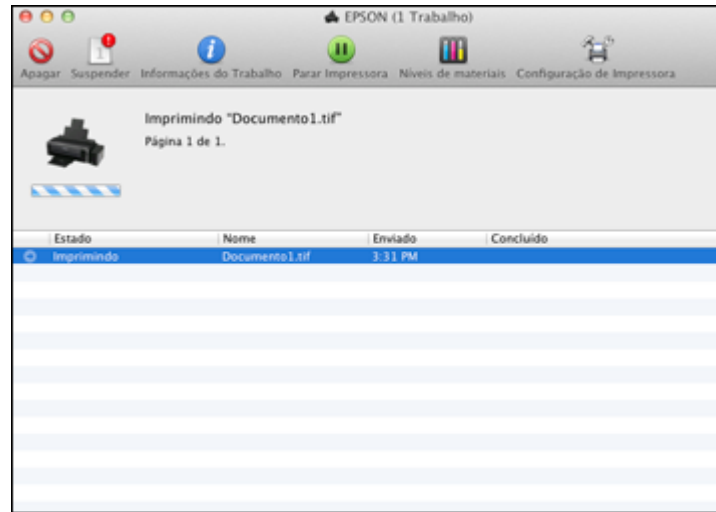 EPSON (1 Trabalho)
Apagar Suspender Informações do Trabalho Parar Impressora Níveis de materiais Configuração de Impressora
Imprimindo "Documento1.tif"
Página 1 de 1.
Estado Nome Enviado Concluído
Imprimindo Documento1.tif 3:31 PM